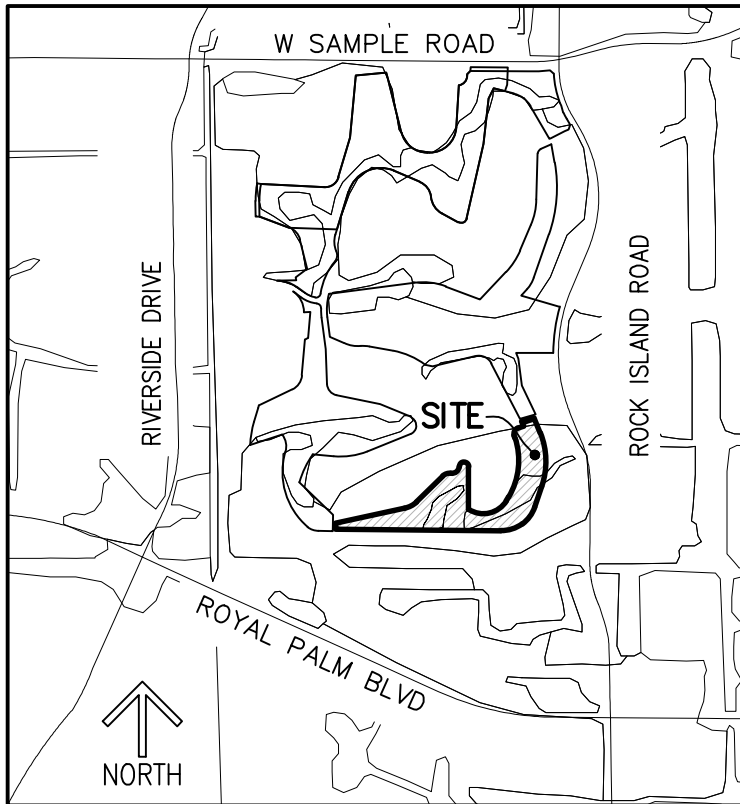 W SAMPLE ROAD
RIVERSIDE DRIVE
ROCK ISLAND ROAD
SITE
ROYAL PALM BLVD
NORTH